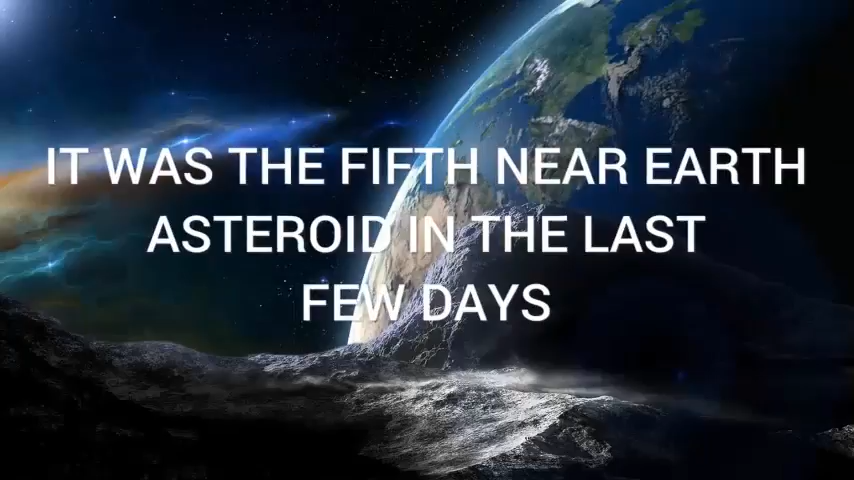 IT WAS THE FIFTH NEAR EARTH
ASTEROID IN THE LAST
FEW DAYS